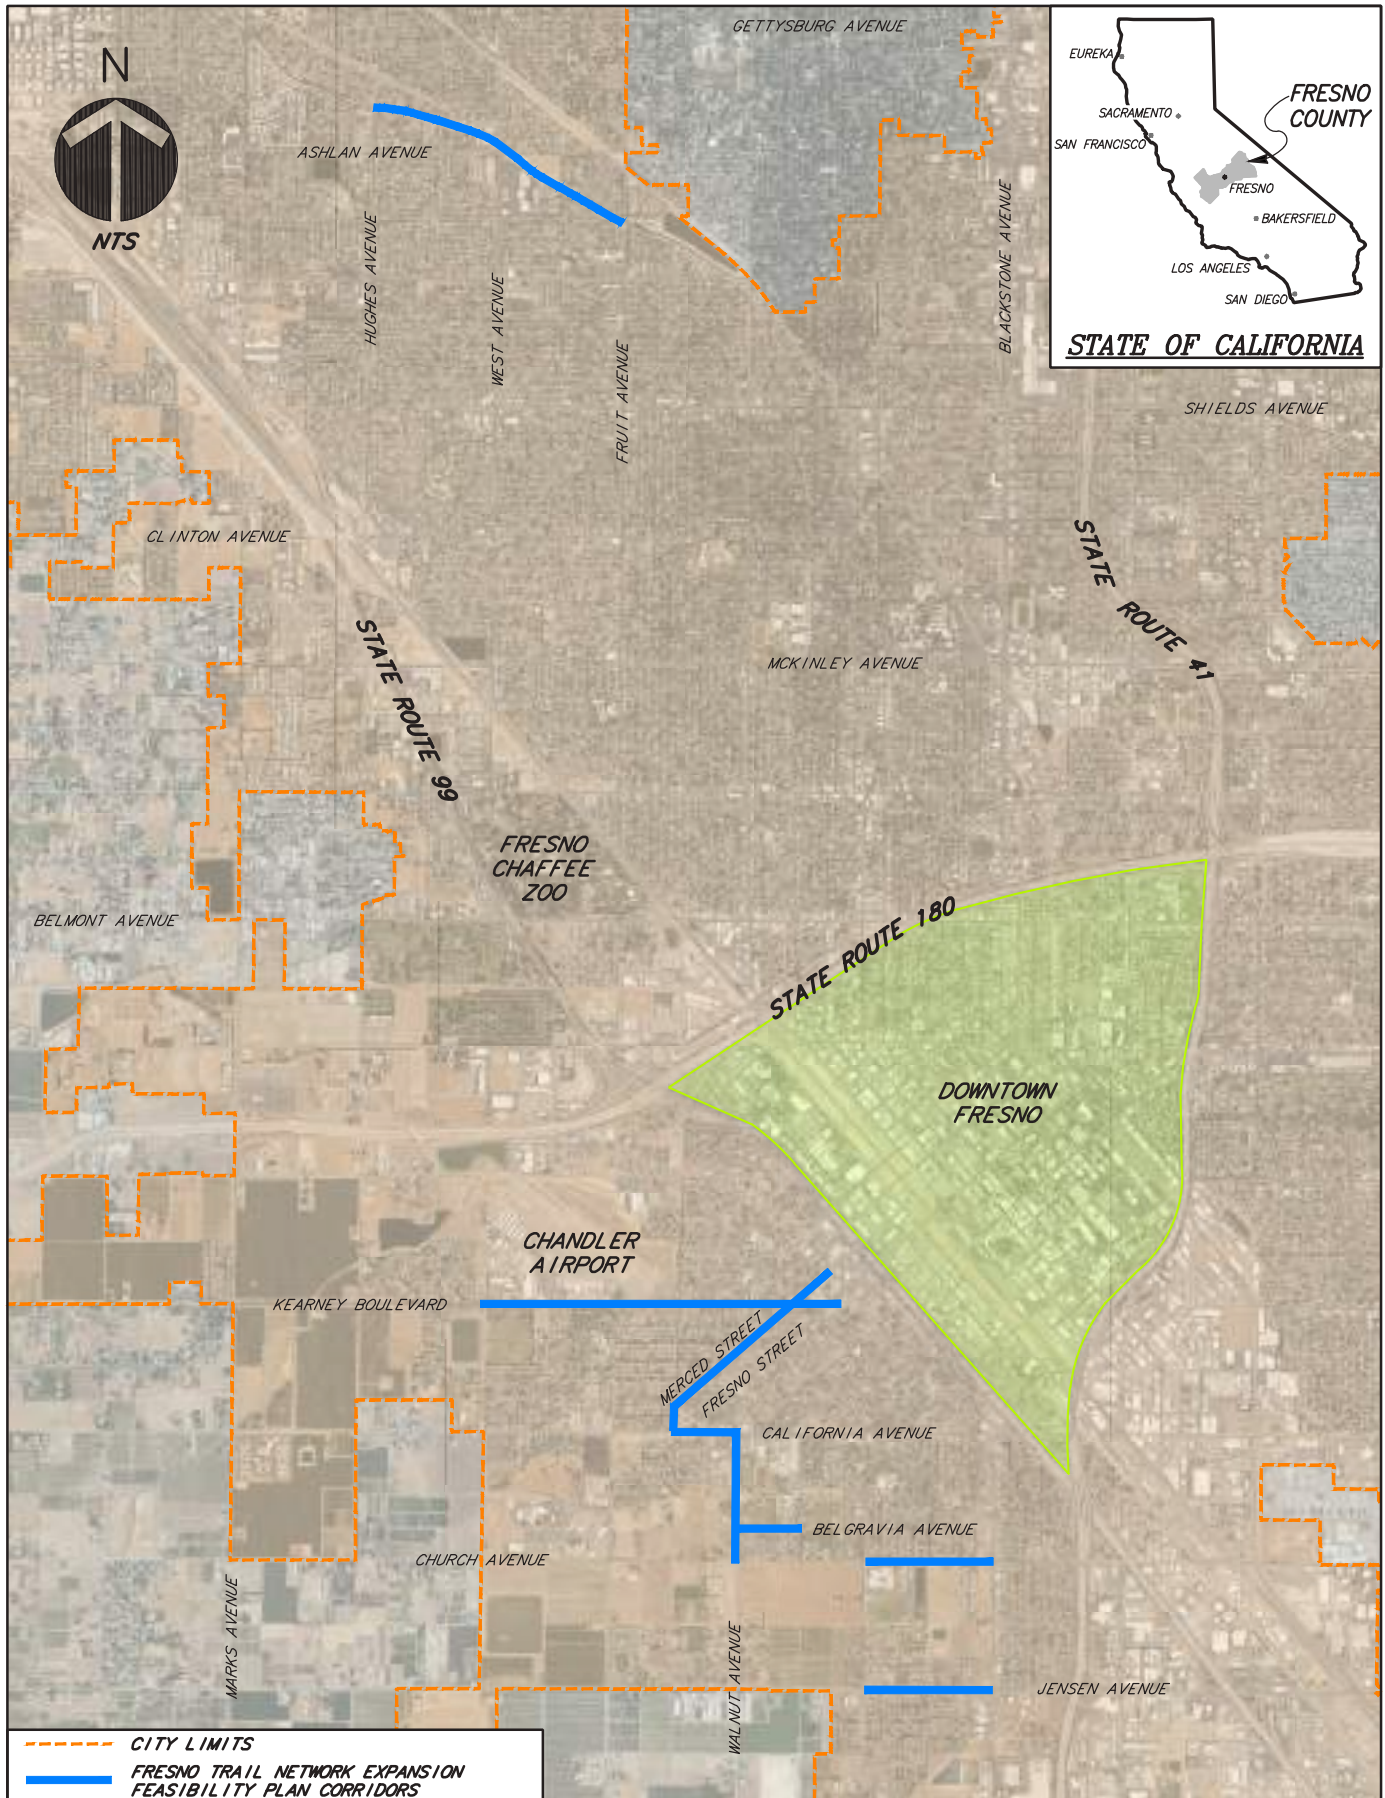 GETTYSBURG AVENUE
N
NTS
ASHLAN AVENUE
HUGHES AVENUE
WEST AVENUE
FRUIT AVENUE
BLACKSTONE AVENUE
EUREKA
SACRAMENTO
SAN FRANCISCO
FRESNO
COUNTY
FRESNO
BAKERSFIELD
LOS ANGELES
SAN DIEGO
STATE OF CALIFORNIA
SHIELDS AVENUE
CLINTON AVENUE
STATE ROUTE 41
STATE ROUTE 99
MCKINLEY AVENUE
FRESNO
CHAFFEE
ZOO
BELMONT AVENUE
STATE ROUTE 180
DOWNTOWN
FRESNO
CHANDLER
AIRPORT
KEARNEY BOULEVARD
MERCED STREET
FRESNO STREET
CALIFORNIA AVENUE
BELGRAVIA AVENUE
CHURCH AVENUE
MARKS AVENUE
WALNUT AVENUE
JENSEN AVENUE
CITY LIMITS
FRESNO TRAIL NETWORK EXPANSION
FEASIBILITY PLAN CORRIDORS